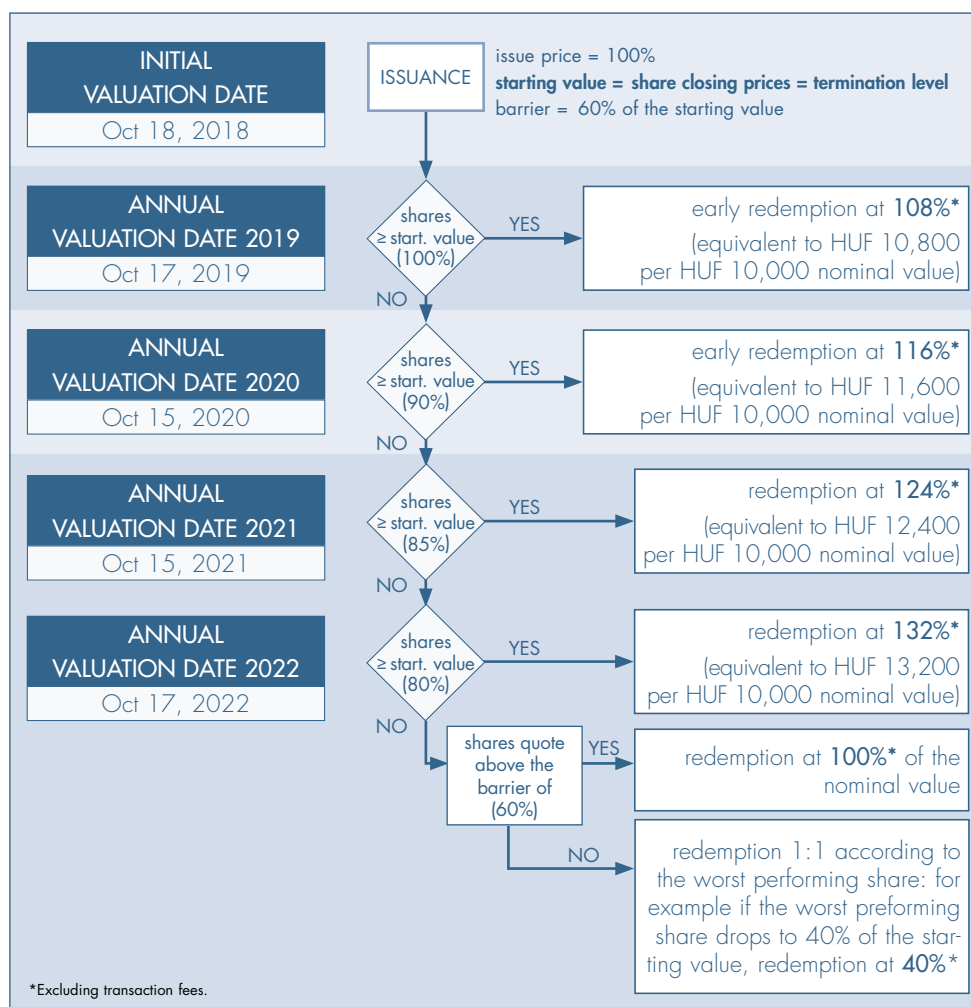 INITIAL
VALUATION DATE
Oct 18, 2018
ISSUANCE
issue price = 100%
starting value = share closing prices = termination level
barrier = 60% of the starting value
ANNUAL
VALUATION DATE 2019
Oct 17, 2019
shares
≥ start. value
(100%)
YES
early redemption at 108%*
(equivalent to HUF 10,800
per HUF 10,000 nominal value)
NO
ANNUAL
VALUATION DATE 2020
Oct 15, 2020
shares
≥ start. value
(90%)
YES
early redemption at 116%*
(equivalent to HUF 11,600
per HUF 10,000 nominal value)
NO
ANNUAL
VALUATION DATE 2021
Oct 15, 2021
shares
≥ start. value
(85%)
YES
redemption at 124%*
(equivalent to HUF 12,400
per HUF 10,000 nominal value)
NO
ANNUAL
VALUATION DATE 2022
Oct 17, 2022
shares
≥ start. value
(80%)
YES
redemption at 132%*
(equivalent to HUF 13,200
per HUF 10,000 nominal value)
NO
shares quote
above the
barrier of
(60%)
YES
redemption at 100%* of the
nominal value
NO
redemption 1:1 according to
the worst performing share: for
example if the worst preforming
share drops to 40% of the star-
ting value, redemption at 40%*
*Excluding transaction fees.